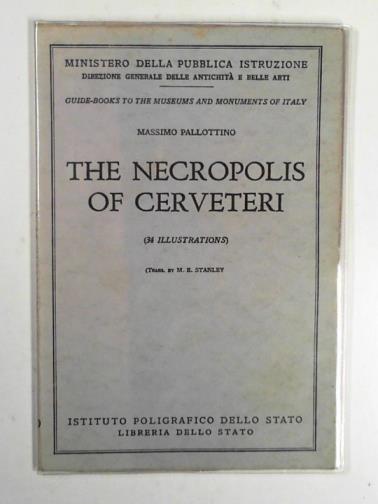 MINISTERO DELLA PUBBLICA ISTRUZIONE
DIREZIONE GENERALE DELLE ANTICHITÀ E BELLE ARTI
GUIDE-BOOKS TO THE MUSEUMS AND MONUMENTS OF ITALY
MASSIMO PALLOTTINO
THE NECROPOLIS
OF CERVETERI
(34 ILLUSTRATIONS)
(TRANS. BY M. E. STANLEY
ISTITUTO POLIGRAFICO DELLO STATO
LIBRERIA DELLO STATO